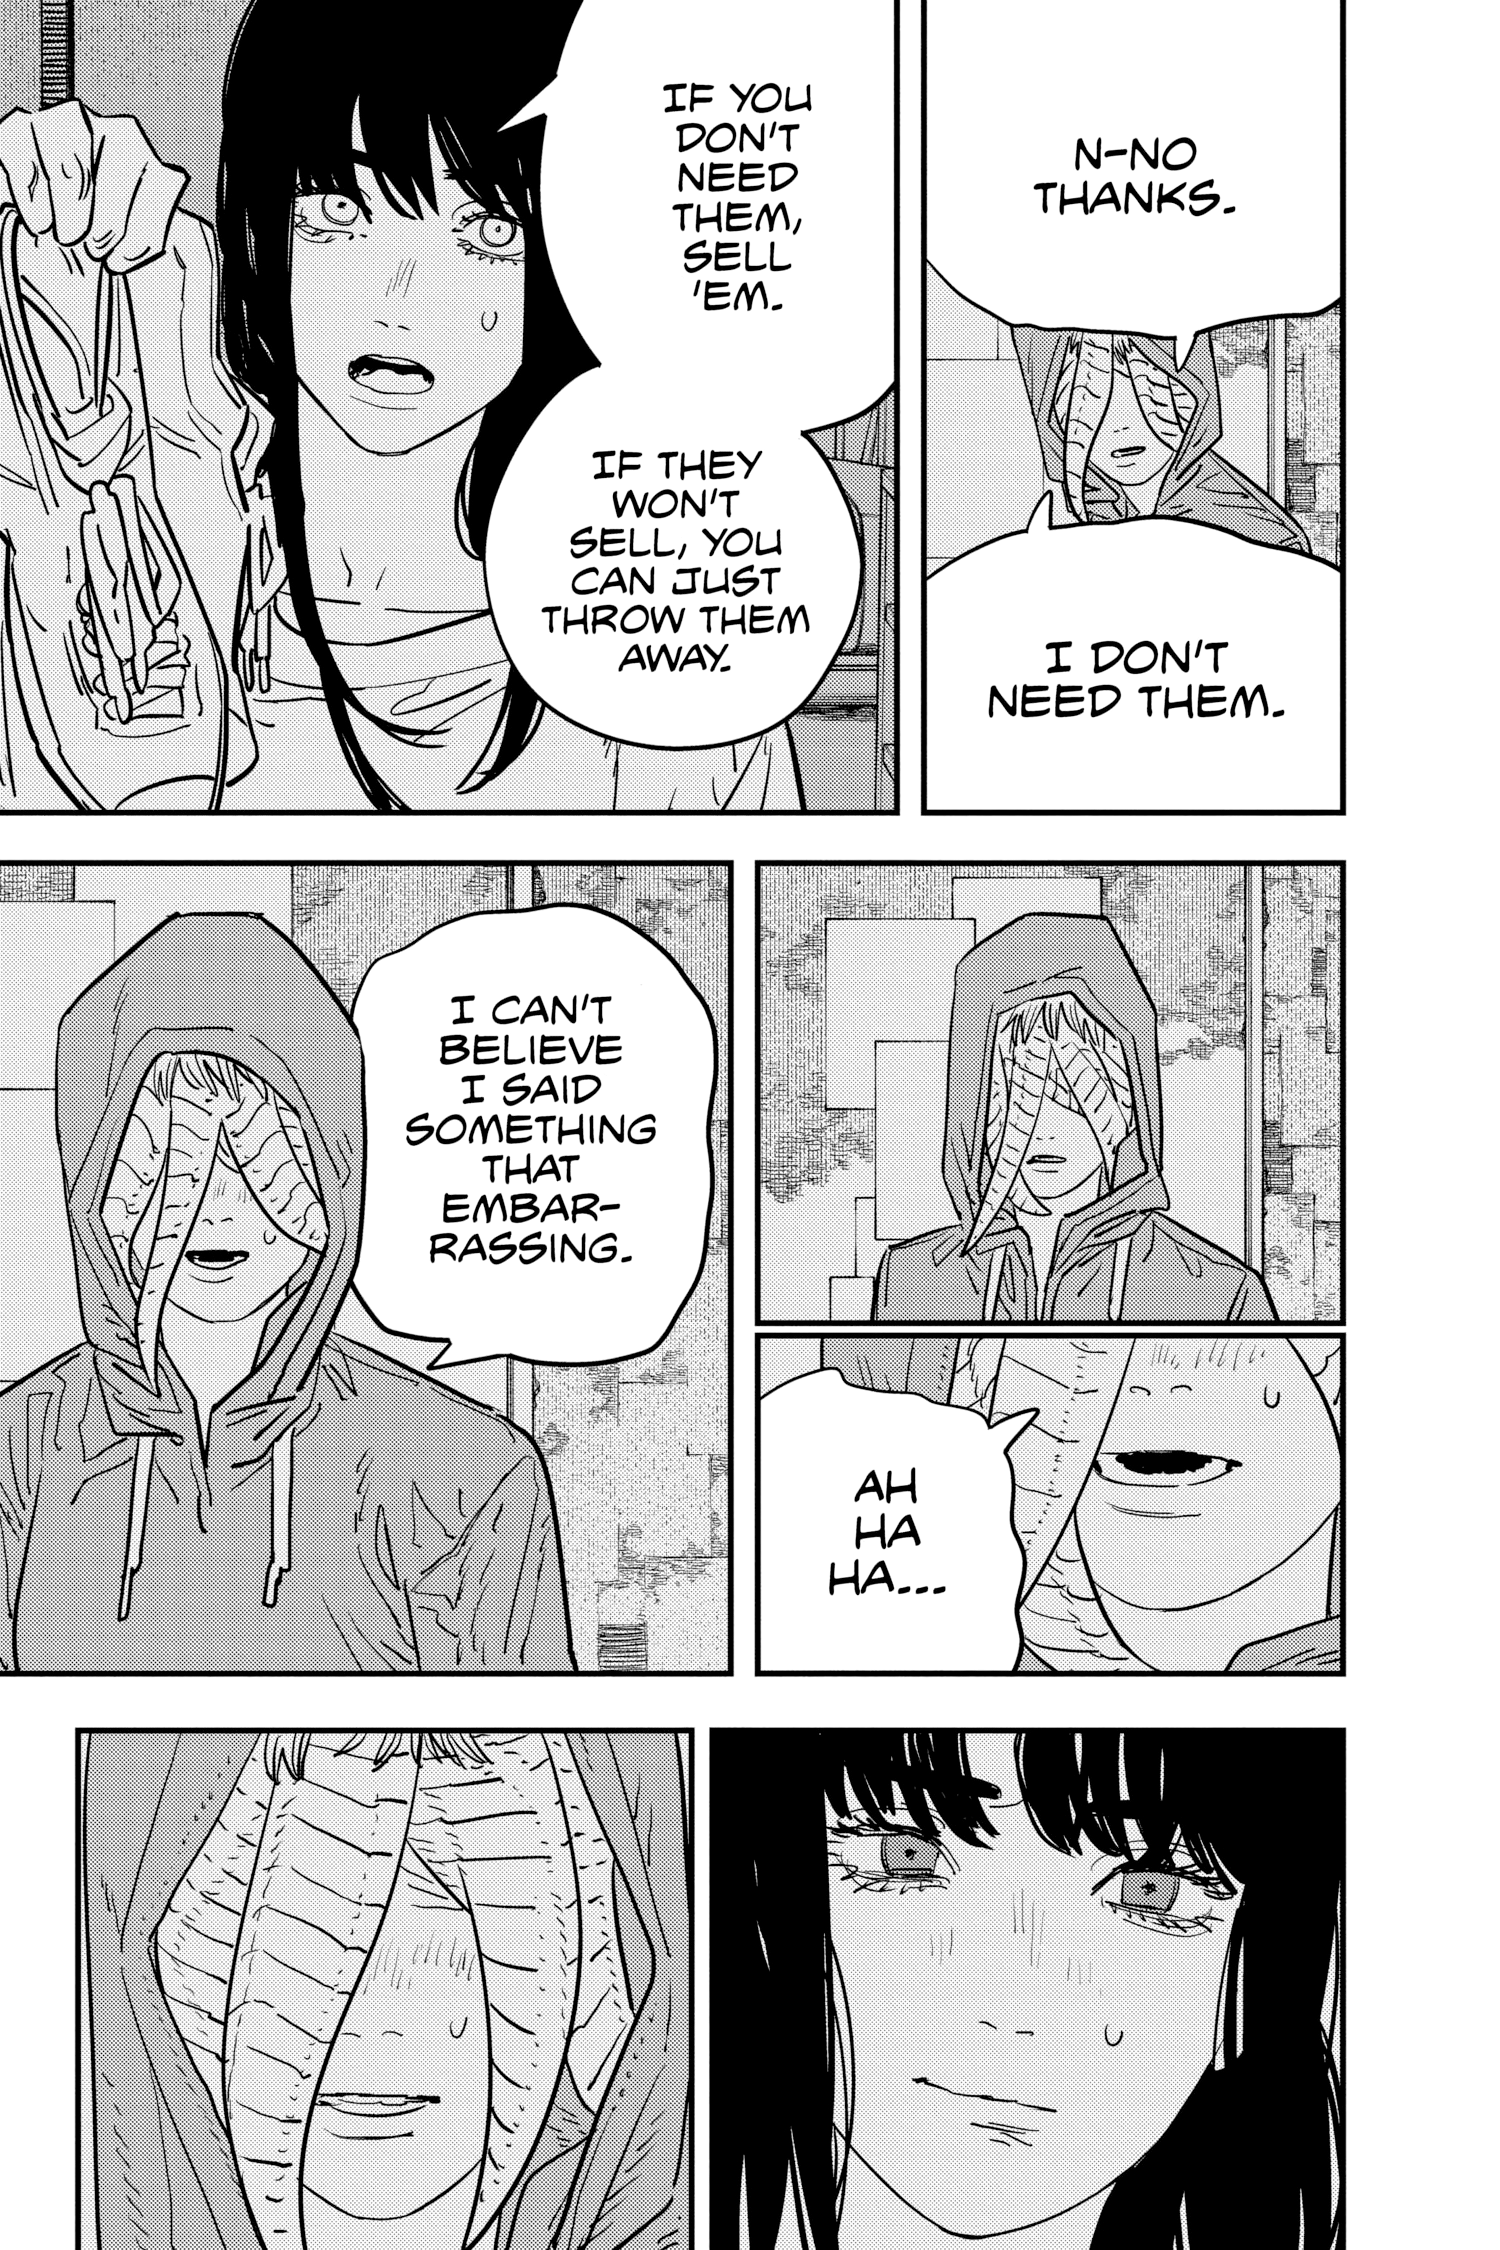 N-NO
THANKS.
I DON'T
NEED THEM.
IF YOU
DON'T
NEED
THEM,
SELL
'EM.
IF THEY
WON'T
SELL, YOU
CAN JUST
THROW THEM
AWAY.
AH
HA
HA...
I CAN'T
BELIEVE
I SAID
SOMETHING
THAT
EMBAR-
RASSING.